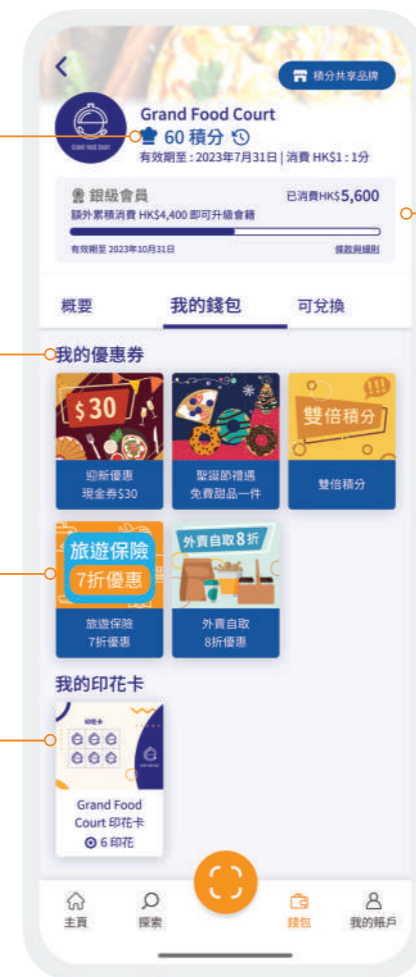 積分共享品牌
Grand Food Court
Grand Food Court
60 積分
有效期至 : 2023年7月31日 | 消費 HK$1 : 1分
銀級會員
已消費HK$5,600
額外累積消費 HK$4,400 即可升級會籍
有效期至 2023年10月31日
條款與細則
概要
我的錢包
可兌換
我的優惠券
$30
雙倍積分
迎新優惠
現金券$30
聖誕節禮遇
免費甜品一件
雙倍積分
旅遊保險
7折優惠
外賣自取8折
旅遊保險
7折優惠
外賣自取
8折優惠
我的印花卡
印花卡
Grand Food
Court 印花卡
6 印花
主頁
探索
錢包
我的賬戶